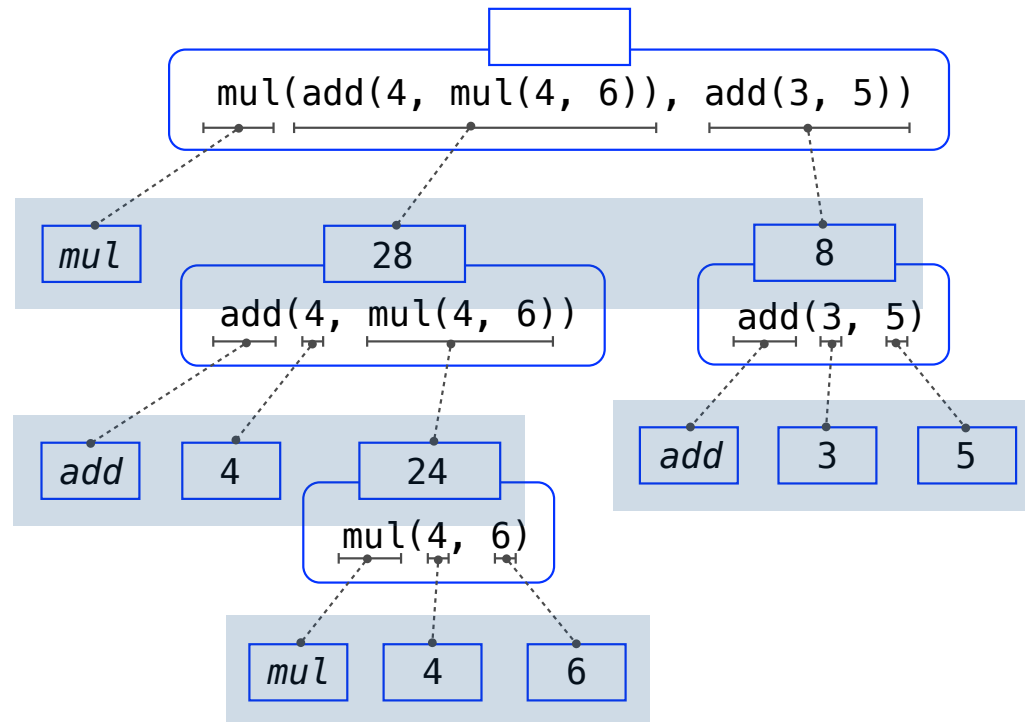 mul(add(4, mul(4, 6)), add(3, 5))
mul
28
8
add(4, mul(4, 6))
add(3, 5)
add
4
24
add
3
5
mul(4, 6)
mul
4
6